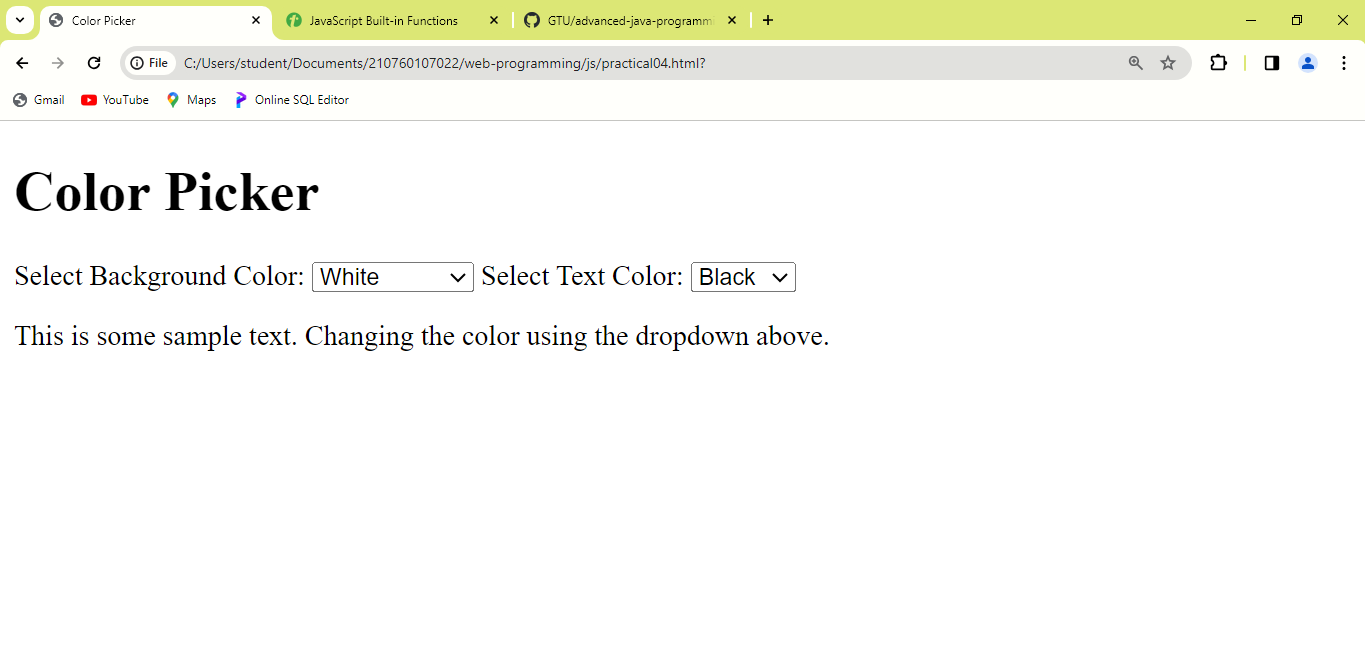 Color Picker
JavaScript Built-in Functions
GTU/advanced-java-programm
File C:/Users/student/Documents/210760107022/web-programming/js/practical04.html?
Gmail YouTube Maps Online SQL Editor
Color Picker
Select Background Color: White Select Text Color: Black
This is some sample text. Changing the color using the dropdown above.